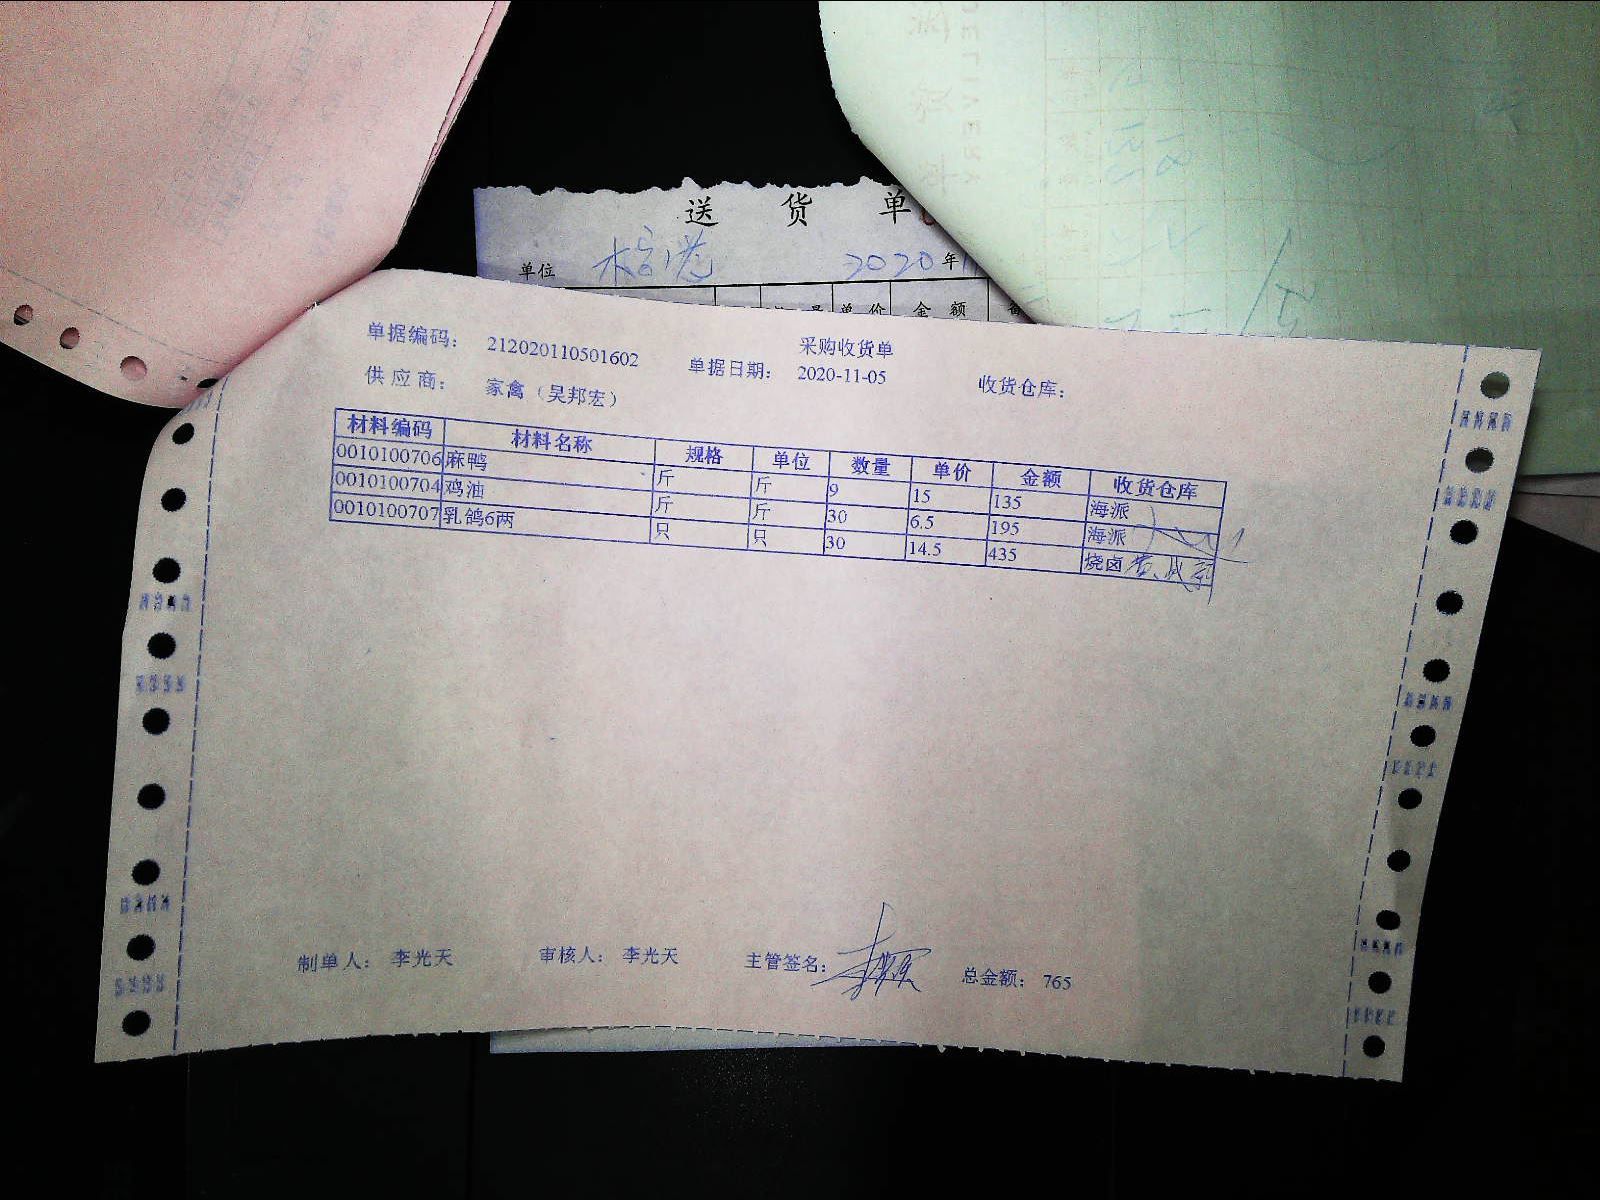 送 货 单
单位 2020年
单价 金 额
采购收货单
单据编码: 212020110501602 单据日期: 2020-11-05 收货仓库:
供应商: 家禽（吴邦宏）
材料编码 材料名称 规格 单位 数量 单价 金额 收货仓库
0010100706 麻鸭 斤 斤 9 15 135 海派
0010100704 鸡油 斤 斤 30 6.5 195 海派
0010100707 乳鸽6两 只 只 30 14.5 435 烧卤
制单人: 李光天 审核人: 李光天 主管签名: 总金额: 765